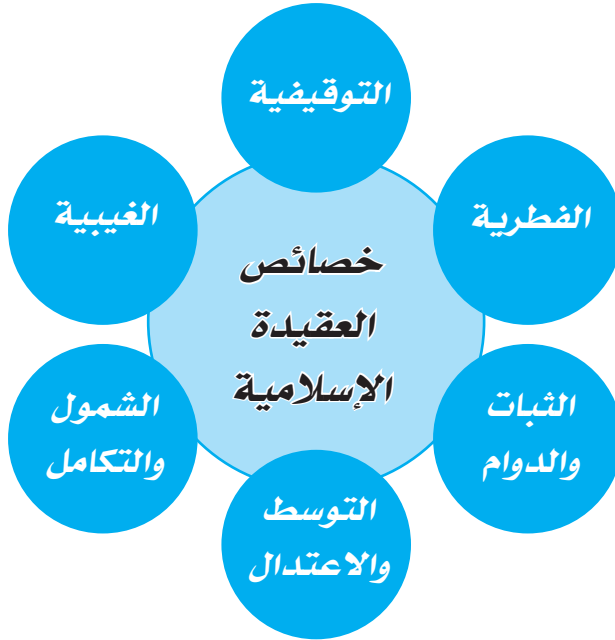 التوقيفية
الفطرية
الغيبية
خصائص
العقيدة
الإسلامية
الثبات
والدوام
الشمول
والتكامل
التوسط
والاعتدال